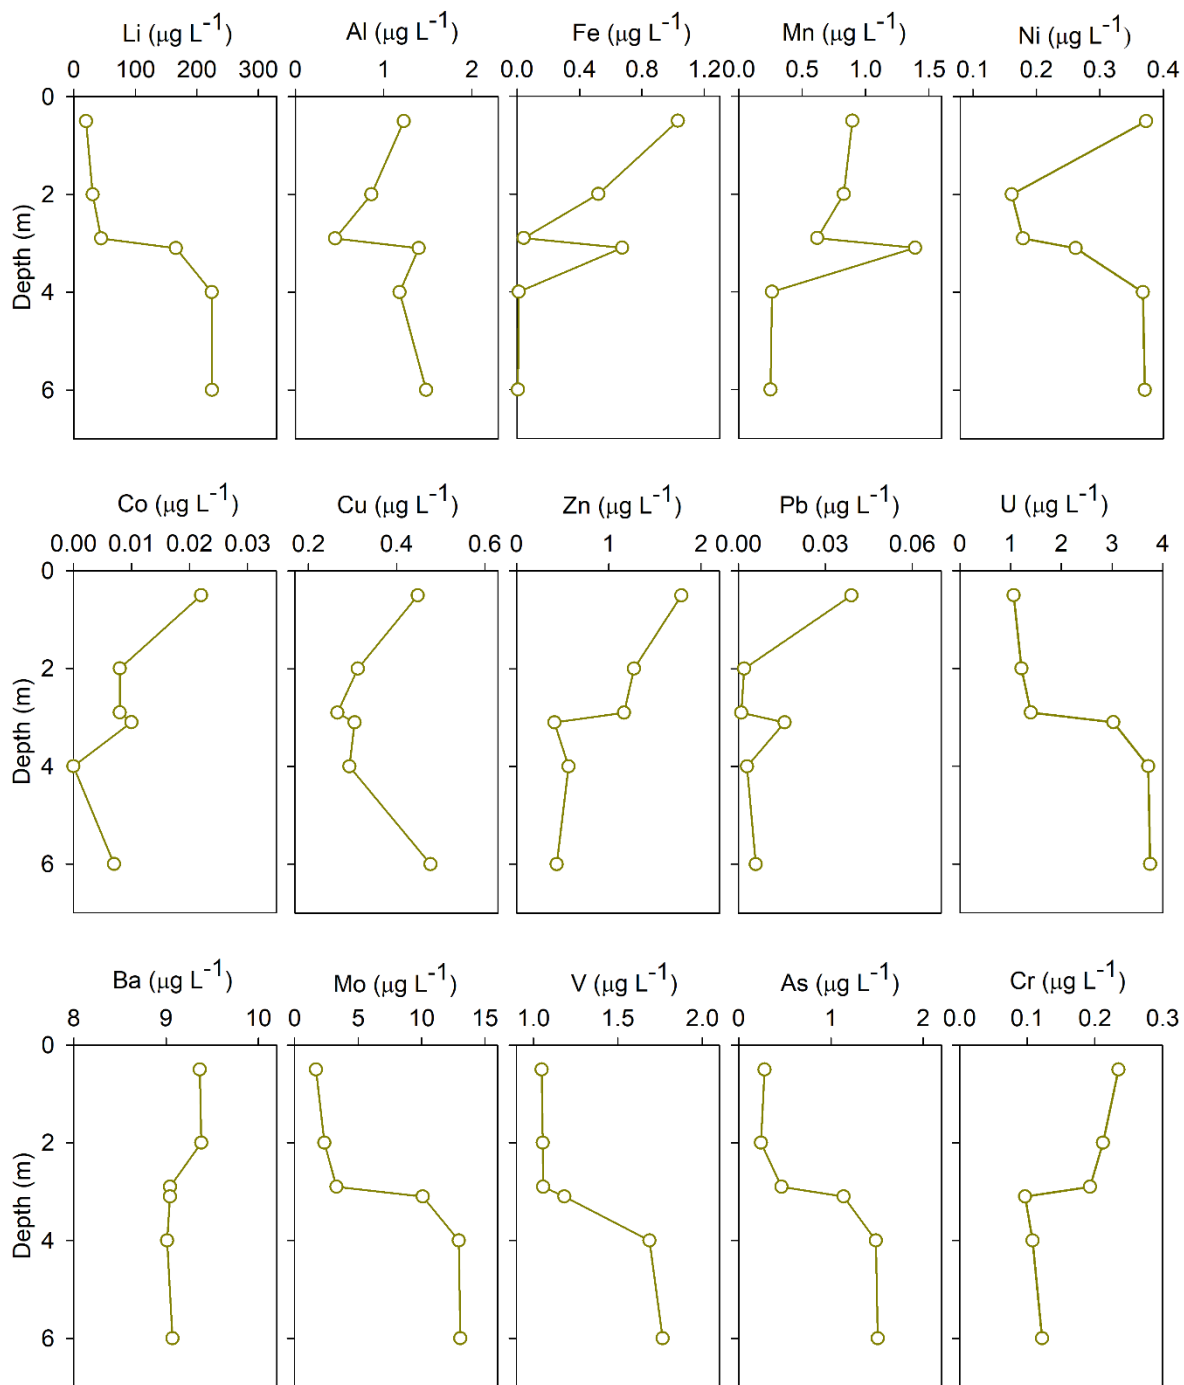 Li (µg L⁻¹) Al (µg L⁻¹) Fe (µg L⁻¹) Mn (µg L⁻¹) Ni (µg L⁻¹)
0 100 200 300 0 1 2 0.0 0.4 0.8 1.20 0.0 0.5 1.0 1.5 0.1 0.2 0.3 0.4
0
2
4
6
Depth (m)
Co (µg L⁻¹) Cu (µg L⁻¹) Zn (µg L⁻¹) Pb (µg L⁻¹) U (µg L⁻¹)
0.00 0.010 0.020 0.03 0.2 0.4 0.6 0 1 2 0.00 0.03 0.06 0 1 2 3 4
0
2
4
6
Depth (m)
Ba (µg L⁻¹) Mo (µg L⁻¹) V (µg L⁻¹) As (µg L⁻¹) Cr (µg L⁻¹)
8 9 10 0 5 10 15 1.0 1.5 2.0 0 1 2 0.0 0.1 0.2 0.3
0
2
4
6
Depth (m)